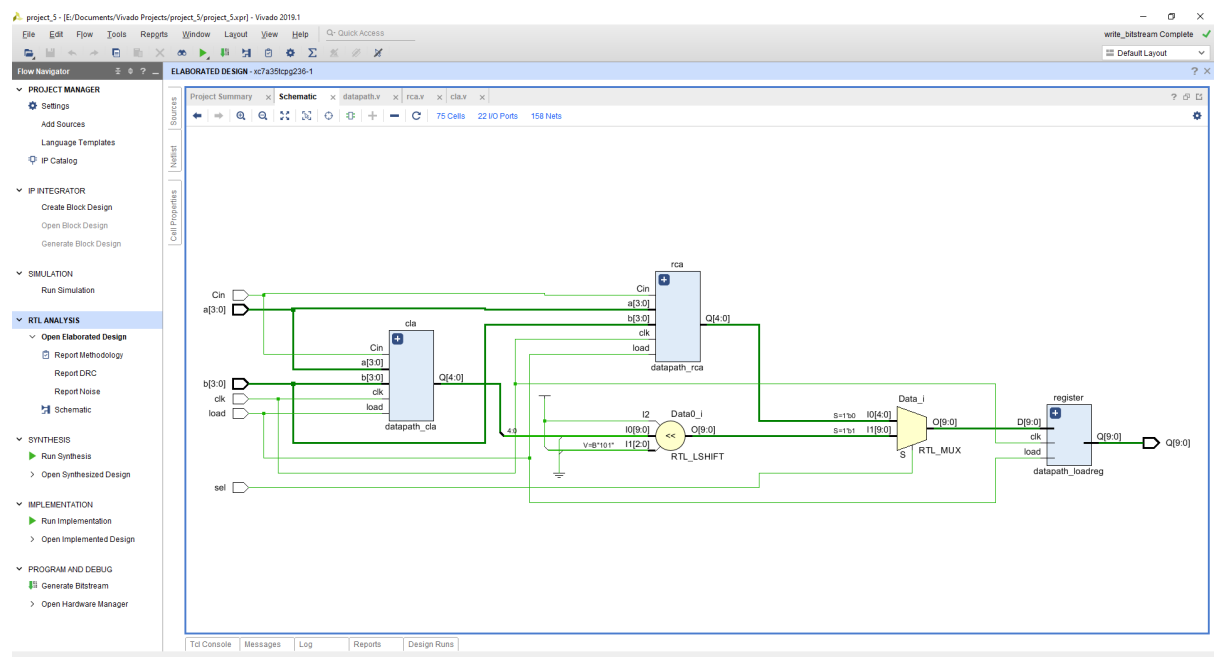 project_5 - [E:/Documents/Vivado Projects/project_5/project_5.xpr] - Vivado 2019.1
File Edit Flow Tools Reports Window Layout View Help Q- Quick Access
write_bitstream Complete
Default Layout
Flow Navigator
ELABORATED DESIGN - xc7a35tcpg236-1
PROJECT MANAGER
Settings
Add Sources
Language Templates
IP Catalog
IP INTEGRATOR
Create Block Design
Open Block Design
Generate Block Design
SIMULATION
Run Simulation
RTL ANALYSIS
Open Elaborated Design
Report Methodology
Report DRC
Report Noise
Schematic
SYNTHESIS
Run Synthesis
Open Synthesized Design
IMPLEMENTATION
Run Implementation
Open Implemented Design
PROGRAM AND DEBUG
Generate Bitstream
Open Hardware Manager
Sources
Netlist
Cell Properties
Project Summary Schematic datapath.v rca.v cla.v
75 Cells 22 I/O Ports 158 Nets
Cin
a[3:0]
b[3:0]
clk
load
sel
cla
Cin
a[3:0]
b[3:0]
clk
load
Q[4:0]
datapath_cla
rca
Cin
a[3:0]
b[3:0]
clk
load
Q[4:0]
datapath_rca
4:0
V=B"101"
I2
I0[9:0]
I1[2:0]
Data0_i
<<
O[9:0]
RTL_LSHIFT
S=1'b0
S=1'b1
Data_i
I0[4:0]
I1[9:0]
S
O[9:0]
RTL_MUX
register
D[9:0]
clk
load
Q[9:0]
datapath_loadreg
Q[9:0]
Tcl Console Messages Log Reports Design Runs